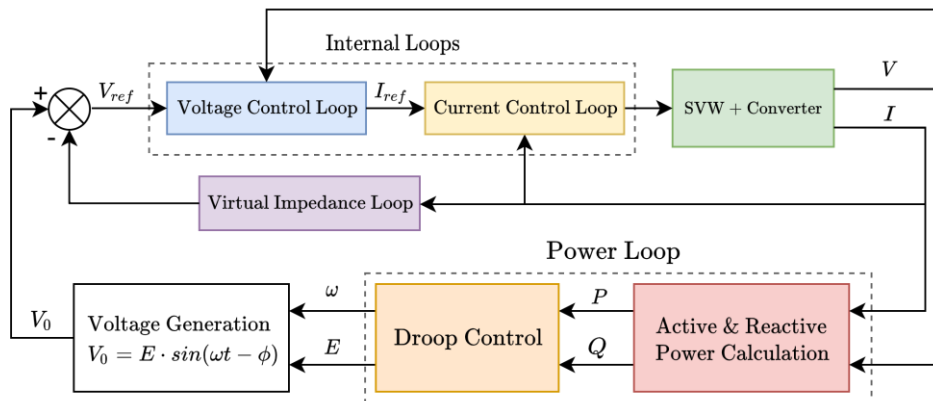 Internal Loops
V
+
V_ref
Voltage Control Loop
I_ref
Current Control Loop
SVW + Converter
I
-
Virtual Impedance Loop
Power Loop
ω
P
V_0
Voltage Generation
V_0 = E · sin(ωt − ϕ)
Droop Control
Active & Reactive
Power Calculation
E
Q